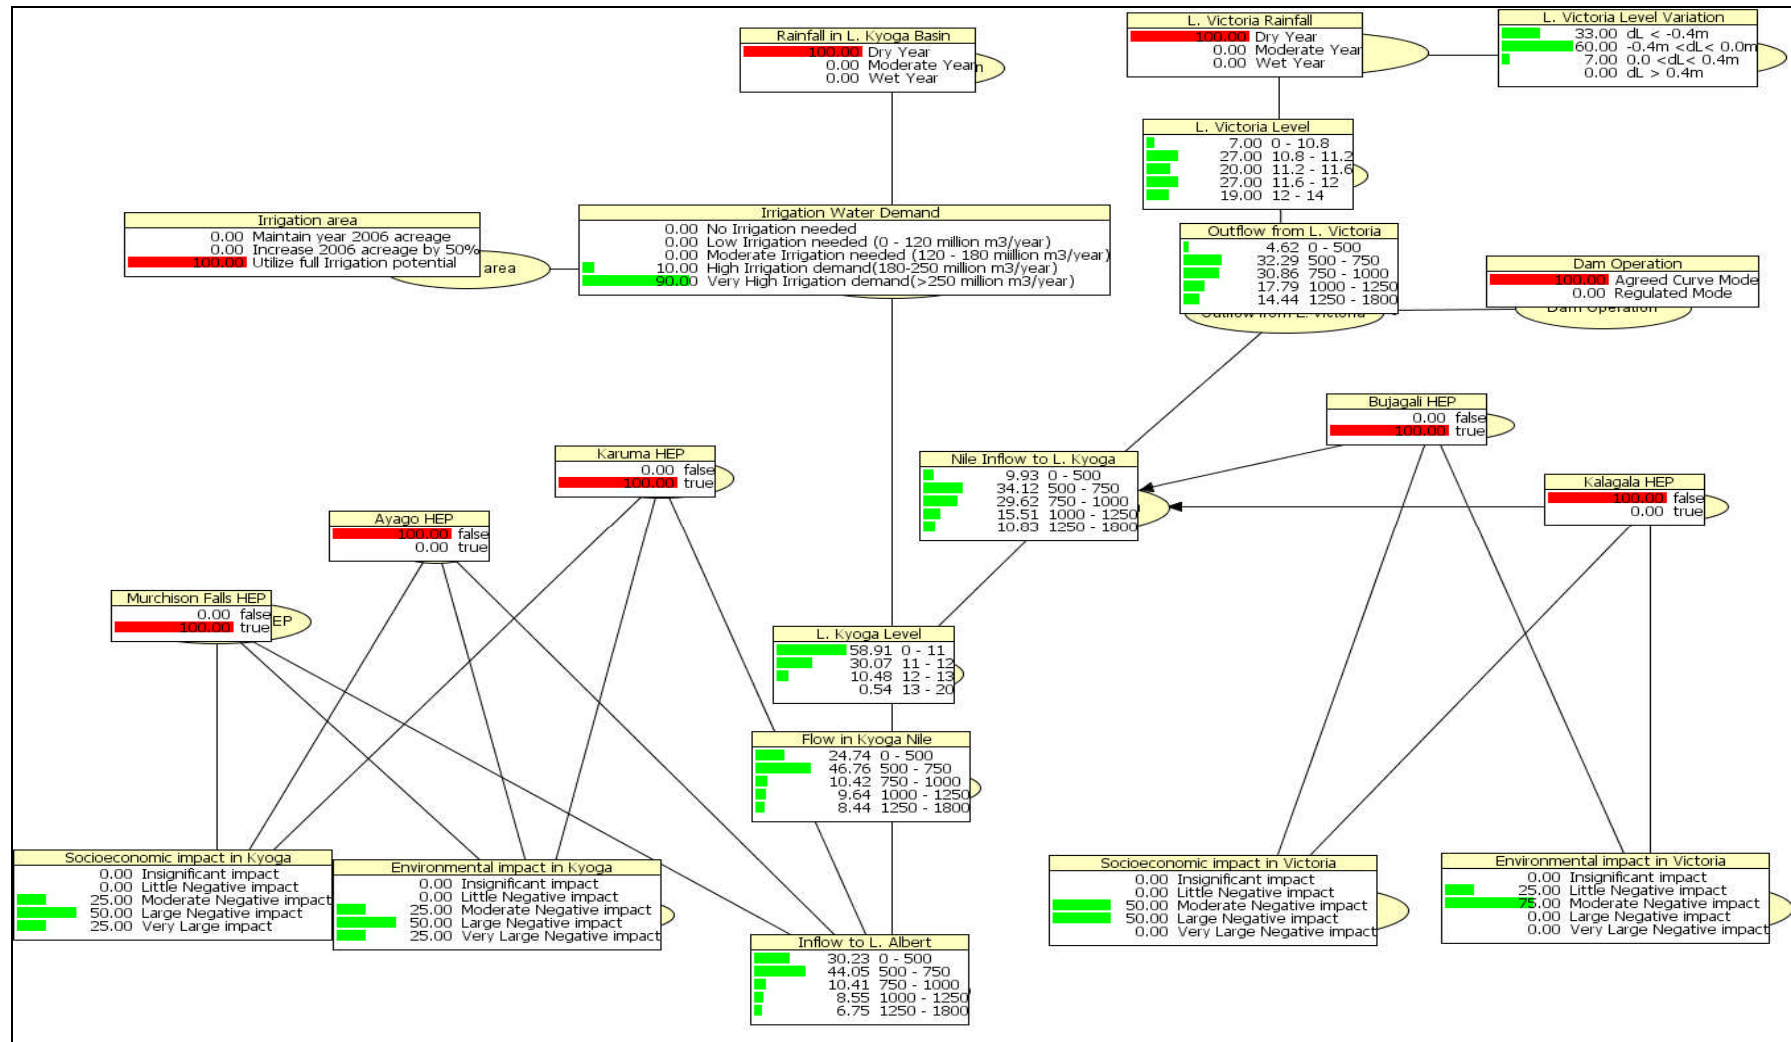 Rainfall in L. Kyoga Basin
100.00 Dry Year
0.00 Moderate Year
0.00 Wet Year
L. Victoria Rainfall
100.00 Dry Year
0.00 Moderate Year
0.00 Wet Year
L. Victoria Level Variation
33.00 dL < -0.4m
60.00 -0.4m <dL< 0.0m
7.00 0.0 <dL< 0.4m
0.00 dL > 0.4m
L. Victoria Level
7.00 0 - 10.8
27.00 10.8 - 11.2
20.00 11.2 - 11.6
27.00 11.6 - 12
19.00 12 - 14
Irrigation area
0.00 Maintain year 2006 acreage
0.00 Increase 2006 acreage by 50%
100.00 Utilize full Irrigation potential
area
Irrigation Water Demand
0.00 No Irrigation needed
0.00 Low Irrigation needed (0 - 120 million m3/year)
0.00 Moderate Irrigation needed (120 - 180 miillion m3/year)
10.00 High Irrigation demand(180-250 million m3/year)
90.00 Very High Irrigation demand(>250 million m3/year)
Outflow from L. Victoria
4.62 0 - 500
32.29 500 - 750
30.86 750 - 1000
17.79 1000 - 1250
14.44 1250 - 1800
Outflow from L. Victoria
Dam Operation
100.00 Agreed Curve Mode
0.00 Regulated Mode
Dam Operation
Bujagali HEP
0.00 false
100.00 true
Karuma HEP
0.00 false
100.00 true
Nile Inflow to L. Kyoga
9.93 0 - 500
34.12 500 - 750
29.62 750 - 1000
15.51 1000 - 1250
10.83 1250 - 1800
Kalagala HEP
100.00 false
0.00 true
Ayago HEP
100.00 false
0.00 true
Murchison Falls HEP
0.00 false
100.00 true
EP
L. Kyoga Level
58.91 0 - 11
30.07 11 - 12
10.48 12 - 13
0.54 13 - 20
Flow in Kyoga Nile
24.74 0 - 500
46.76 500 - 750
10.42 750 - 1000
9.64 1000 - 1250
8.44 1250 - 1800
Socioeconomic impact in Kyoga
0.00 Insignificant impact
0.00 Little Negative impact
25.00 Moderate Negative impact
50.00 Large Negative impact
25.00 Very Large impact
Environmental impact in Kyoga
0.00 Insignificant impact
0.00 Little Negative impact
25.00 Moderate Negative impact
50.00 Large Negative impact
25.00 Very Large Negative impact
Socioeconomic impact in Victoria
0.00 Insignificant impact
0.00 Little Negative impact
50.00 Moderate Negative impact
50.00 Large Negative impact
0.00 Very Large Negative impact
Environmental impact in Victoria
0.00 Insignificant impact
25.00 Little Negative impact
75.00 Moderate Negative impact
0.00 Large Negative impact
0.00 Very Large Negative impact
Inflow to L. Albert
30.23 0 - 500
44.05 500 - 750
10.41 750 - 1000
8.55 1000 - 1250
6.75 1250 - 1800